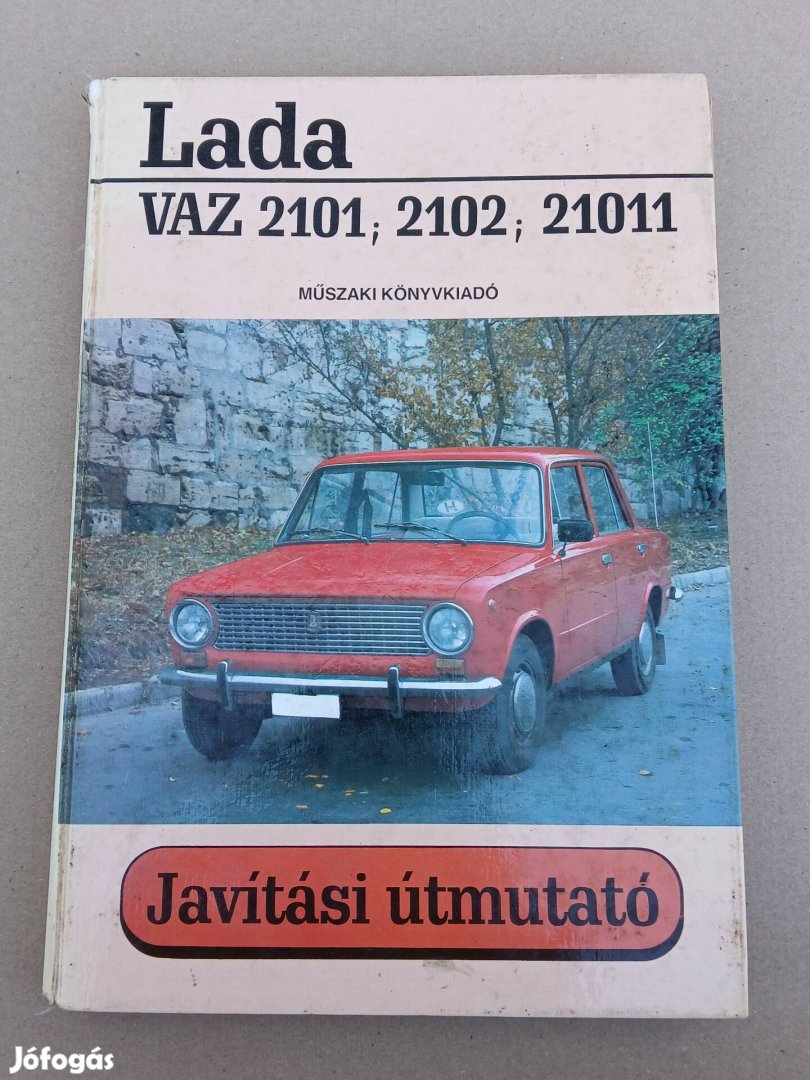 Lada
VAZ 2101; 2102; 21011
MŰSZAKI KÖNYVKIADÓ
H
Javítási útmutató
Jófogás